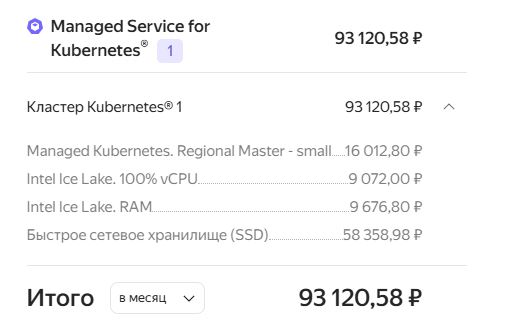 Managed Service for
Kubernetes® 1
93 120,58 ₽
Кластер Kubernetes® 1 93 120,58 ₽
Managed Kubernetes. Regional Master - small 16 012,80 ₽
Intel Ice Lake. 100% vCPU 9 072,00 ₽
Intel Ice Lake. RAM 9 676,80 ₽
Быстрое сетевое хранилище (SSD) 58 358,98 ₽
Итого в месяц 93 120,58 ₽